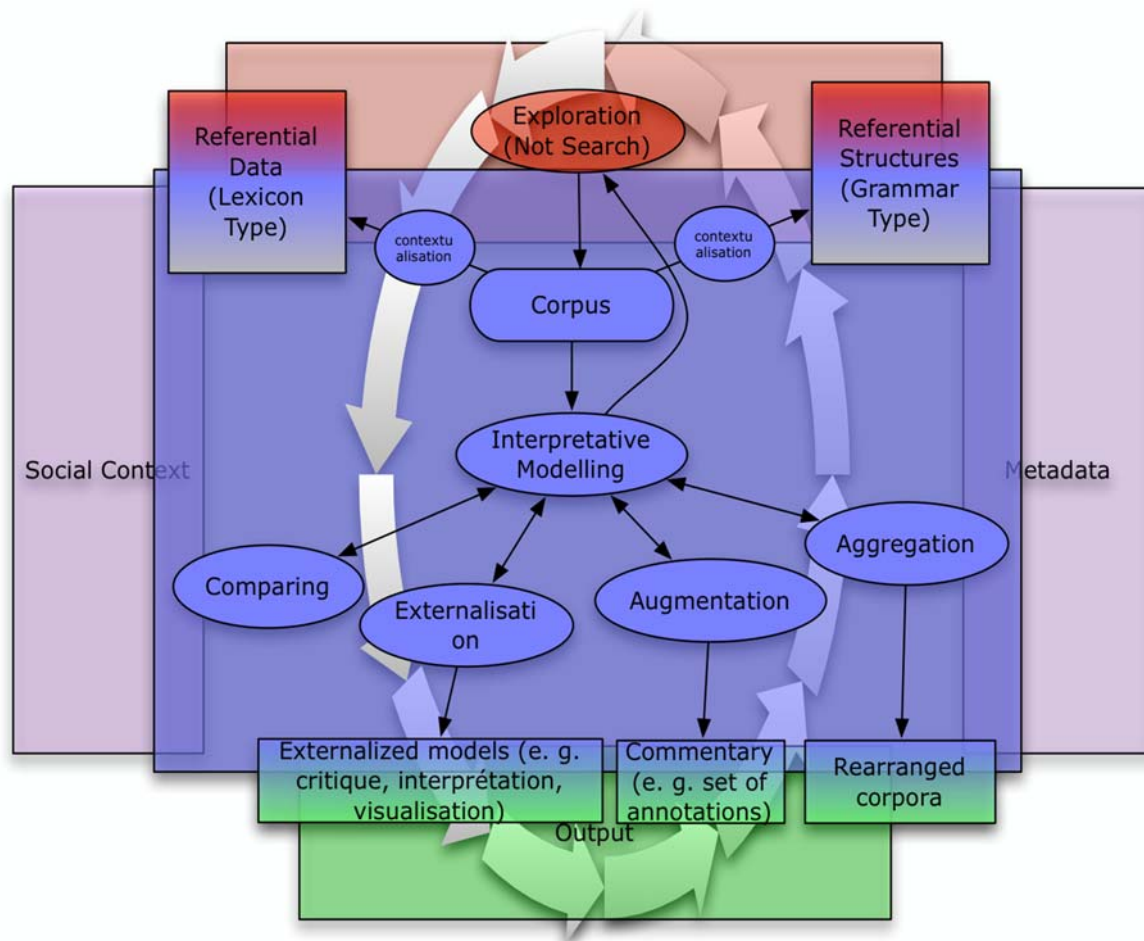 Exploration
(Not Search)
Referential
Data
(Lexicon
Type)
Referential
Structures
(Grammar
Type)
contextu
alisation
contextu
alisation
Corpus
Interpretative
Modelling
Social Context
Metadata
Aggregation
Comparing
Externalisati
on
Augmentation
Externalized models (e. g.
critique, interprétation,
visualisation)
Commentary
(e. g. set of
annotations)
Rearranged
corpora
Output